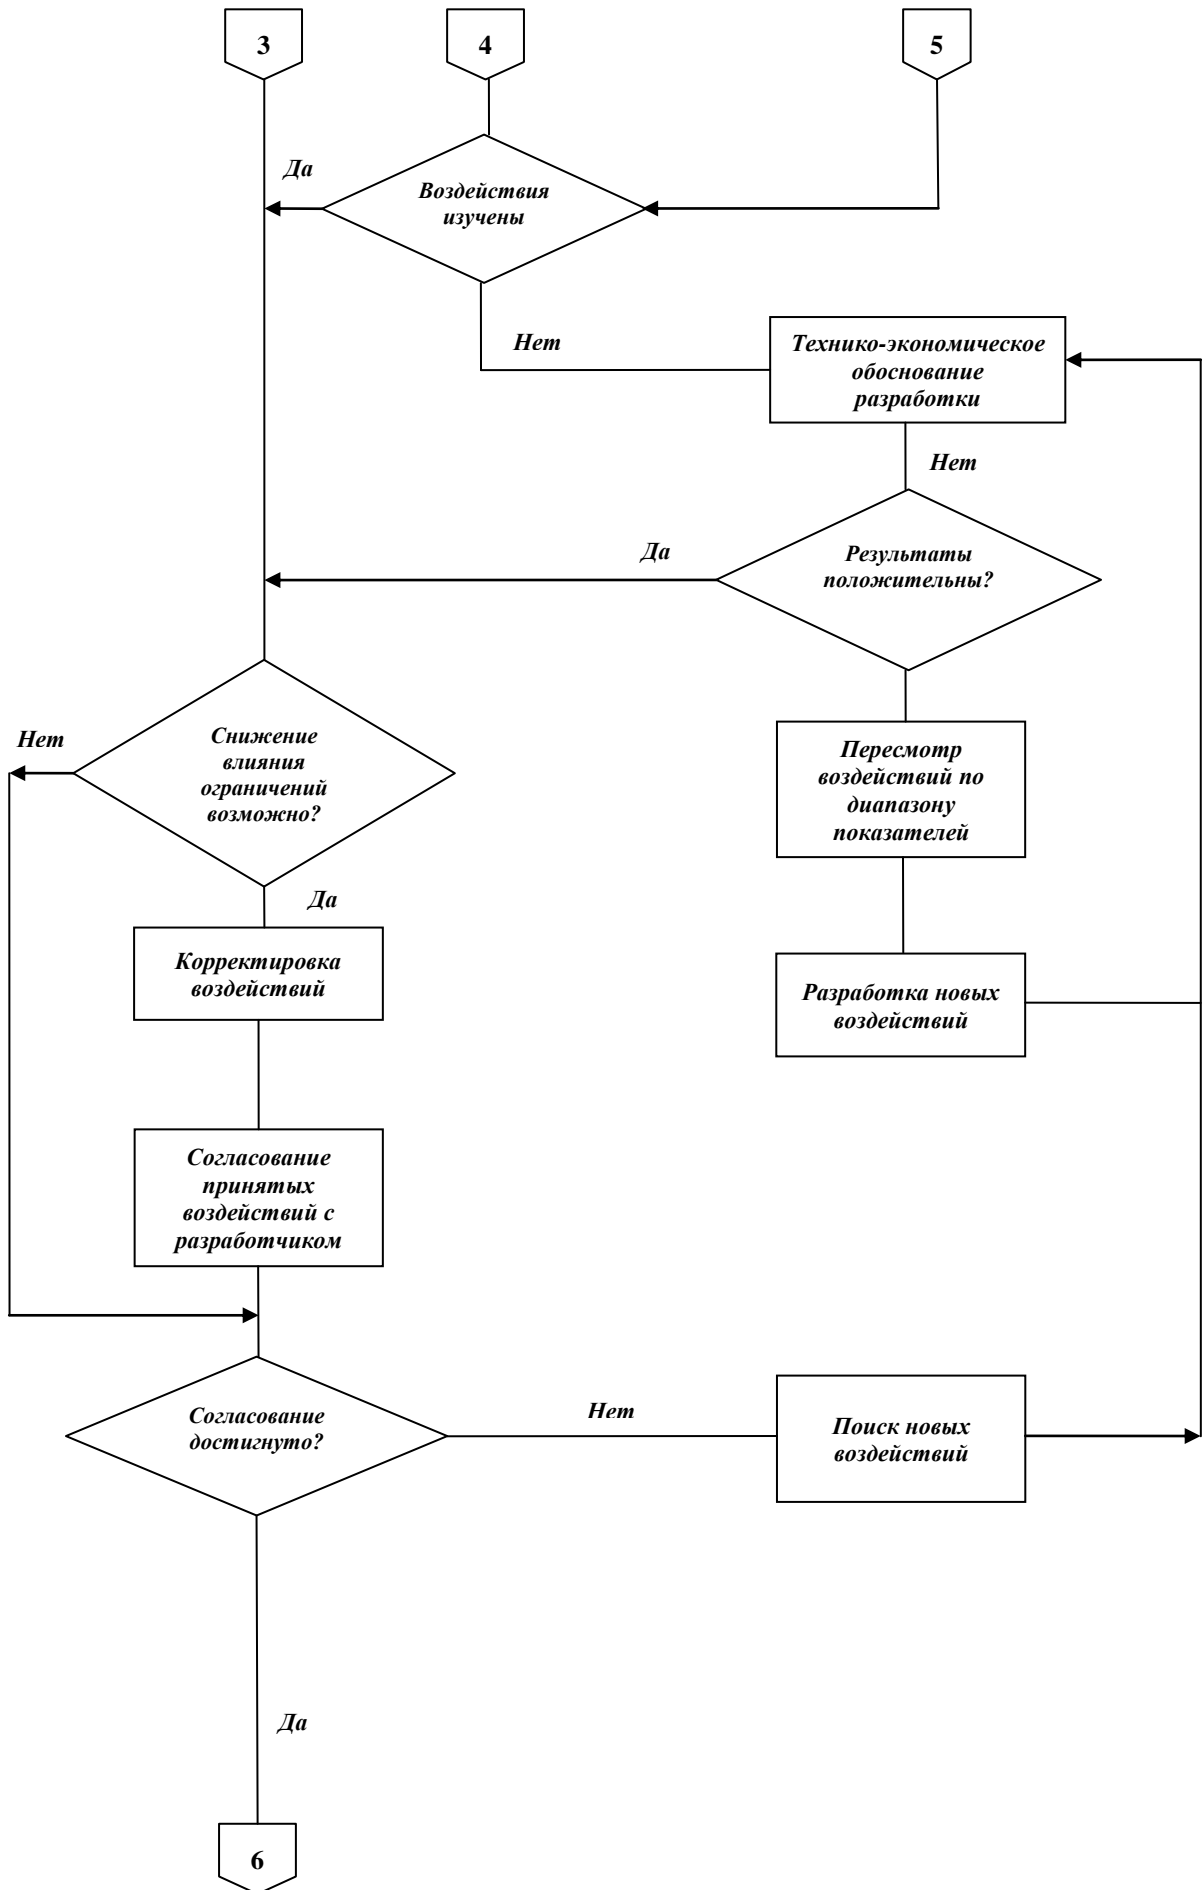 3
4
5
Да
Воздействия
изучены
Нет
Технико-экономическое
обоснование
разработки
Нет
Да
Результаты
положительны?
Нет
Снижение
влияния
ограничений
возможно?
Пересмотр
воздействий по
диапазону
показателей
Да
Корректировка
воздействий
Разработка новых
воздействий
Согласование
принятых
воздействий с
разработчиком
Согласование
достигнуто?
Нет
Поиск новых
воздействий
Да
6